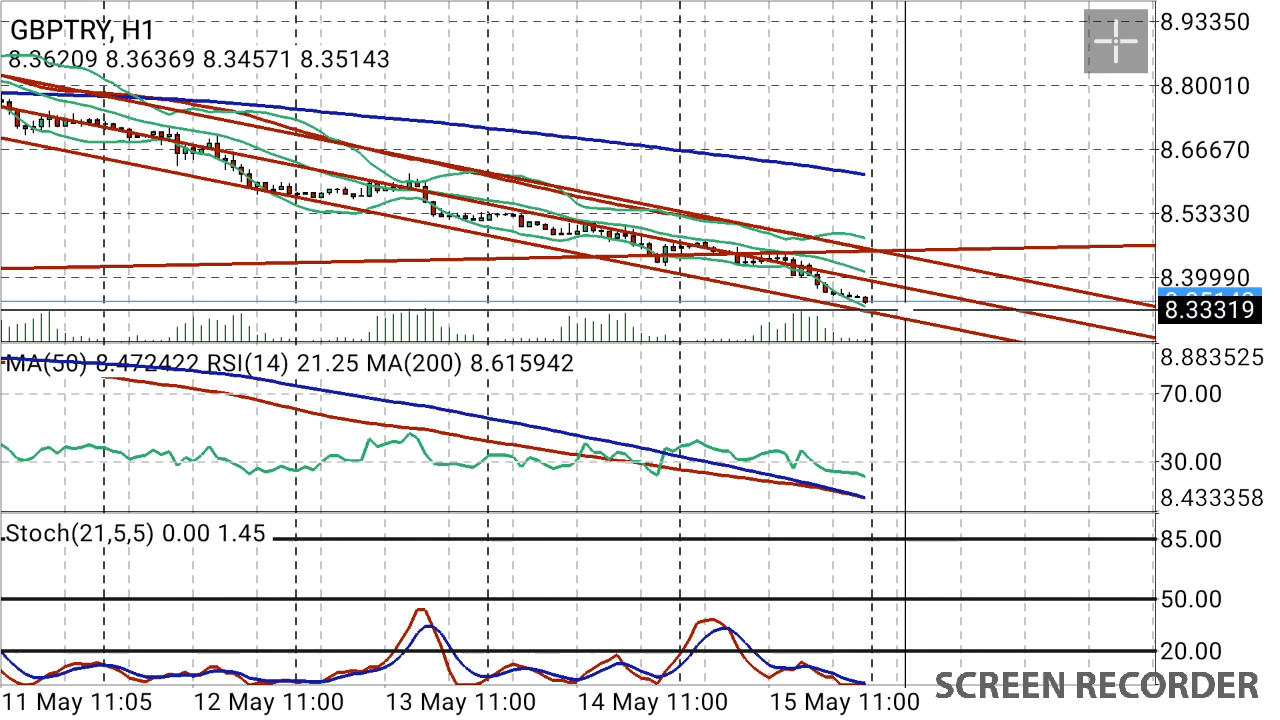 GBPTRY, H1
8.36209 8.36369 8.34571 8.35143
8.93350
8.80010
8.66670
8.53330
8.39990
8.33319
MA(50) 8.472422 RSI(14) 21.25 MA(200) 8.615942
8.883525
70.00
30.00
8.433358
Stoch(21,5,5) 0.00 1.45
85.00
50.00
20.00
11 May 11:05 12 May 11:00 13 May 11:00 14 May 11:00 15 May 11:00
SCREEN RECORDER